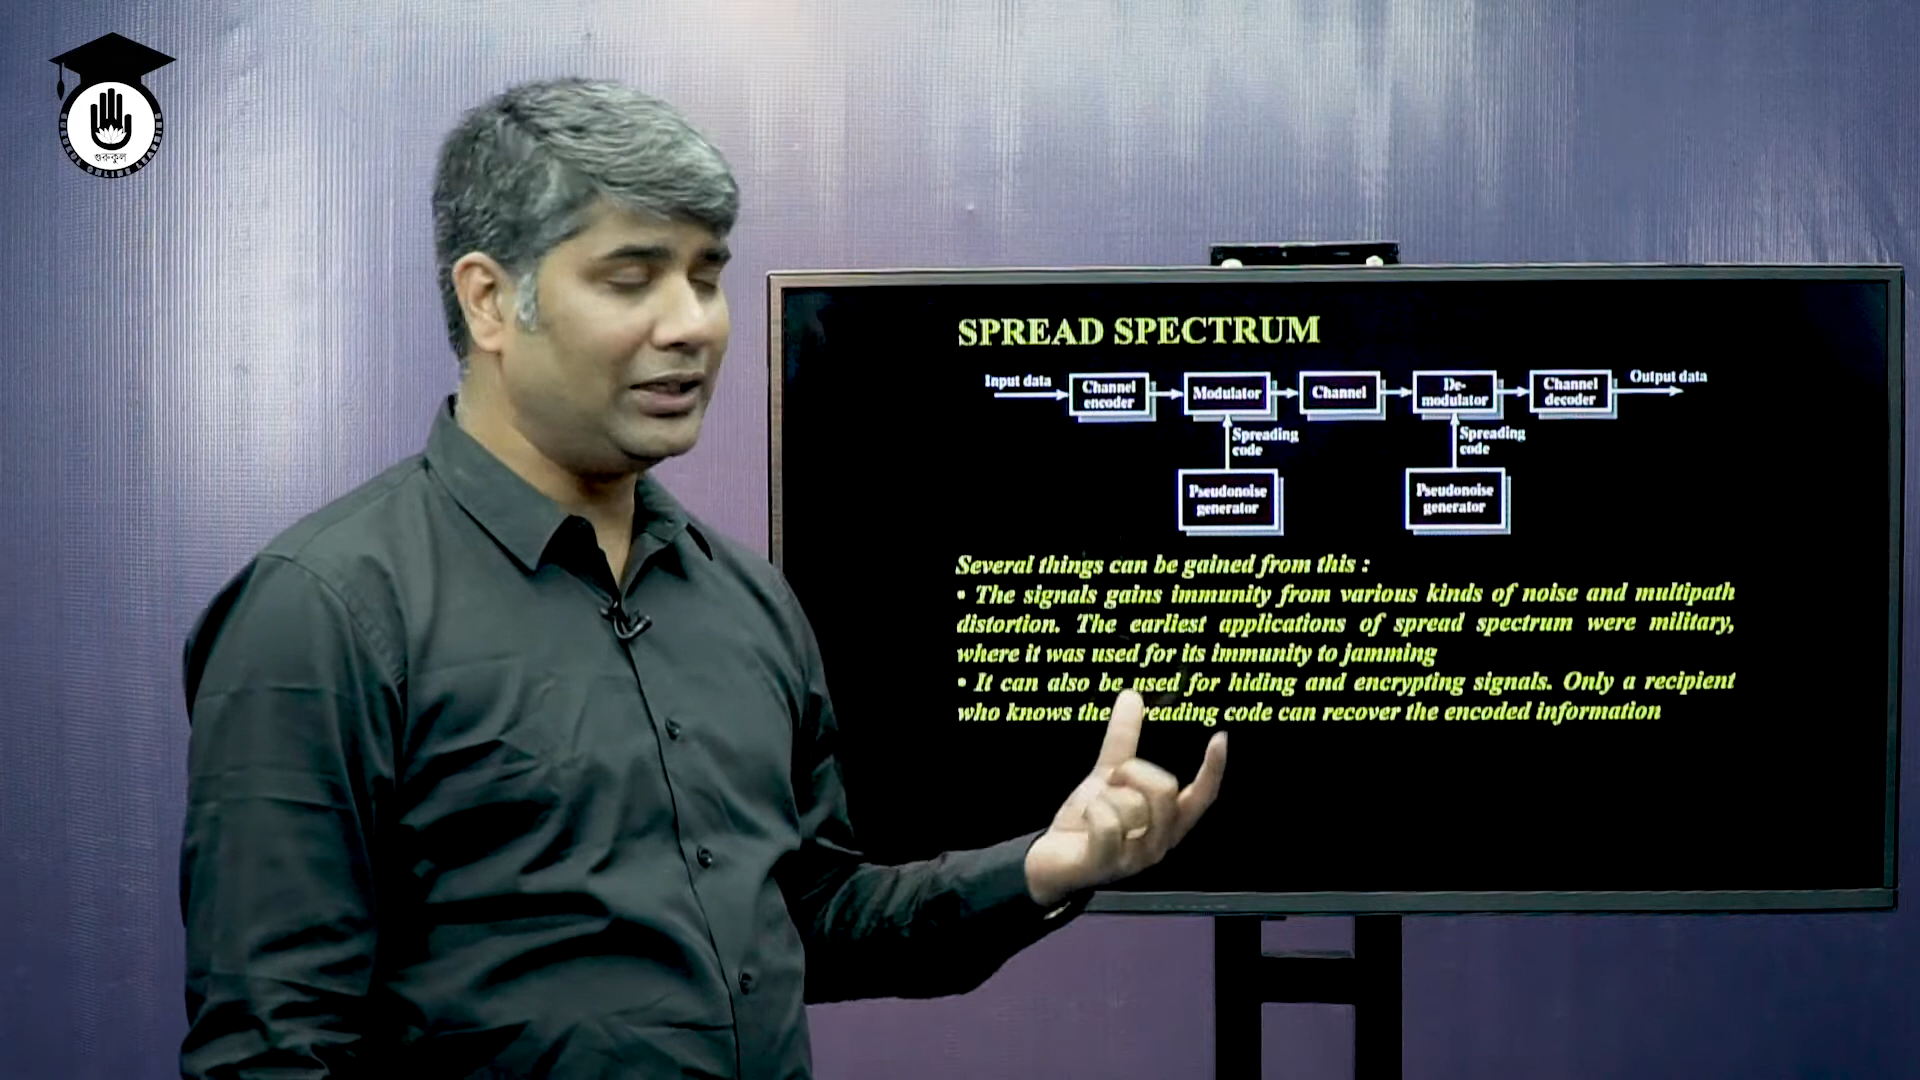 গুরুকুল
GURUKUL ONLINE LEARNING
SPREAD SPECTRUM
Input data
Channel
encoder
Modulator
Channel
De-
modulator
Channel
decoder
Output data
Spreading
code
Spreading
code
Pseudonoise
generator
Pseudonoise
generator
Several things can be gained from this :
• The signals gains immunity from various kinds of noise and multipath
distortion. The earliest applications of spread spectrum were military,
where it was used for its immunity to jamming
• It can also be used for hiding and encrypting signals. Only a recipient
who knows the reading code can recover the encoded information